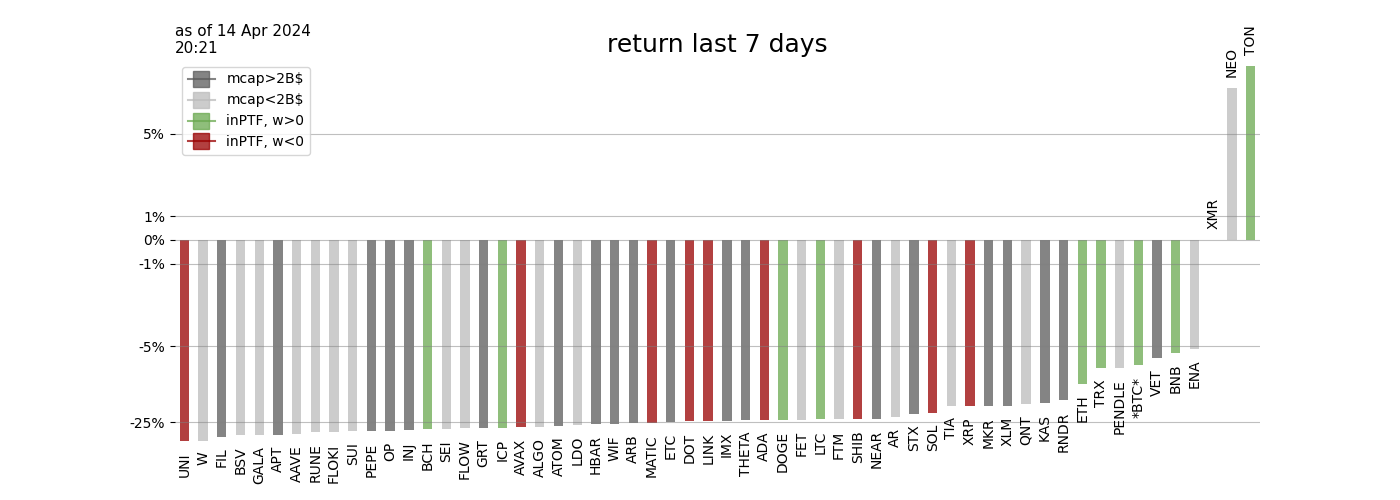 as of 14 Apr 2024
20:21
return last 7 days
mcap>2B$
mcap<2B$
inPTF, w>0
inPTF, w<0
5%
1%
0%
-1%
-5%
-25%
UNI
W
FIL
BSV
GALA
APT
AAVE
RUNE
FLOKI
SUI
PEPE
OP
INJ
BCH
SEI
FLOW
GRT
ICP
AVAX
ALGO
ATOM
LDO
HBAR
WIF
ARB
MATIC
ETC
DOT
LINK
IMX
THETA
ADA
DOGE
FET
LTC
FTM
SHIB
NEAR
AR
STX
SOL
TIA
XRP
MKR
XLM
QNT
KAS
RNDR
ETH
TRX
PENDLE
*BTC*
VET
BNB
ENA
XMR
NEO
TON